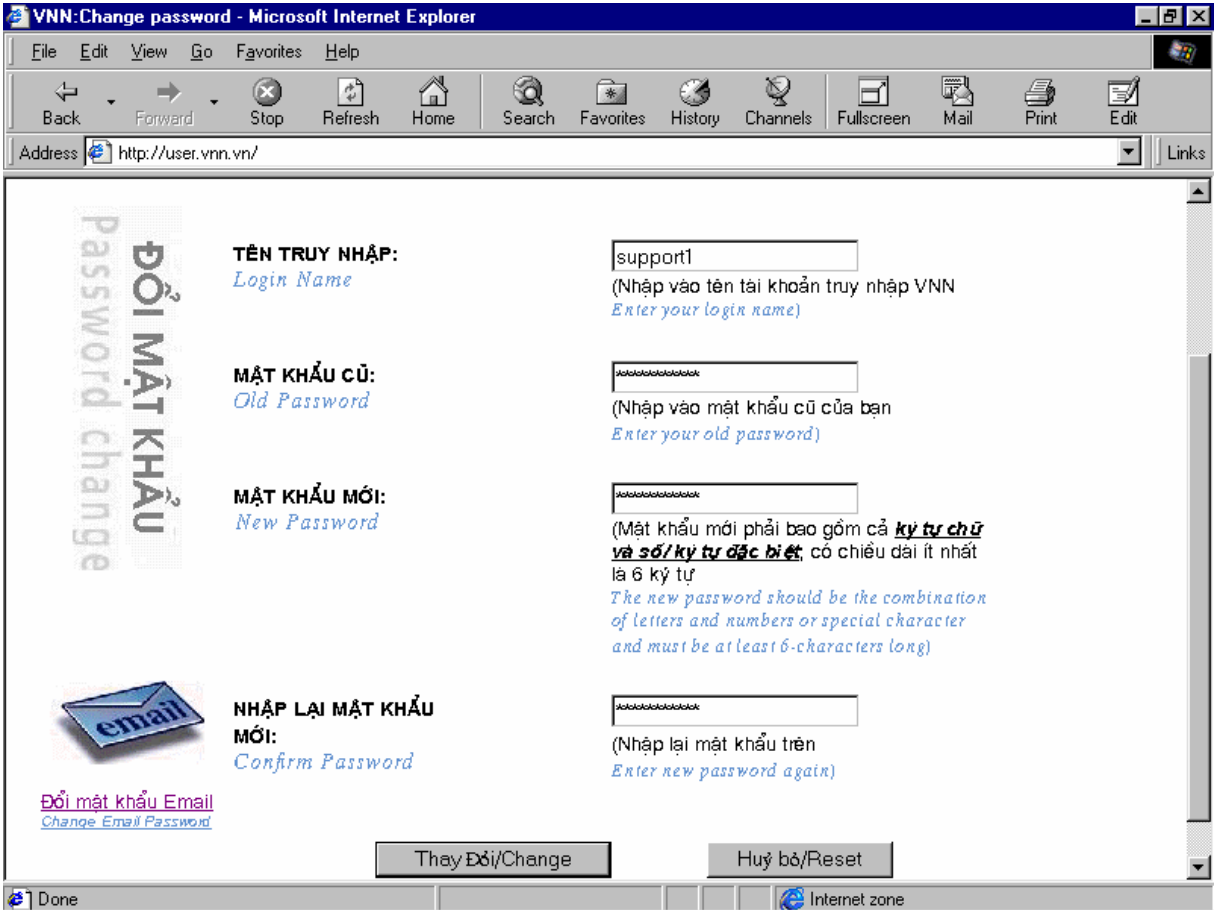 VNN:Change password - Microsoft Internet Explorer
File Edit View Go Favorites Help
Back Forward Stop Refresh Home Search Favorites History Channels Fullscreen Mail Print Edit
Address http://user.vnn.vn/ Links
Password change
ĐỔI MẬT KHẨU
TÊN TRUY NHẬP:
Login Name
support1
(Nhập vào tên tài khoản truy nhập VNN
Enter your login name)
MẬT KHẨU CŨ:
Old Password
*************
(Nhập vào mật khẩu cũ của bạn
Enter your old password)
MẬT KHẨU MỚI:
New Password
*************
(Mật khẩu mới phải bao gồm cả ký tự chữ
và số/ký tự đặc biệt, có chiều dài ít nhất
là 6 ký tự
The new password should be the combination
of letters and numbers or special character
and must be at least 6-characters long)
email
NHẬP LẠI MẬT KHẨU
MỚI:
Confirm Password
*************
(Nhập lại mật khẩu trên
Enter new password again)
Đổi mật khẩu Email
Change Email Password
Thay Đổi/Change Huỷ bỏ/Reset
Done Internet zone